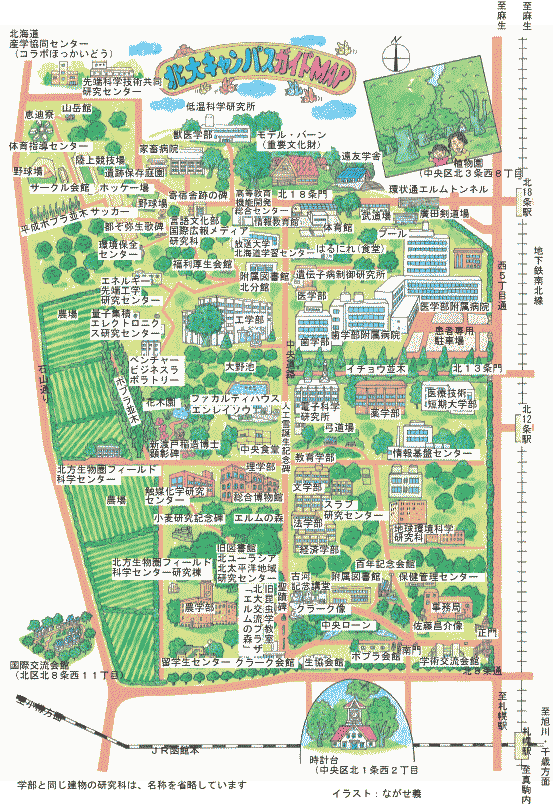 北大キャンパスガイドMAP
北海道
産学協同センター
(コラボほっかいどう)
先端科学技術共同
研究センター
至麻生
至麻生
山岳館
恵迪寮
体育指導センター
低温科学研究所
獣医学部
モデル・バーン
(重要文化財)
家畜病院
陸上競技場
野球場
遺跡保存庭園
サークル会館
ホッケー場
遠友学舎
植物園
(中央区北3条西8丁目)
寄宿舎跡の碑
高等教育
機能開発
総合センター
北18条門
環状通エルムトンネル
北18条駅
平成ポプラ並木
サッカー
野球場
都ぞ弥生歌碑
言語文化部
国際広報メディア
研究科
情報教育館
体育館
武道場
廣田剣道場
プール
環境保全
センター
放送大学
北海道学習センター
はるにれ(食堂)
福利厚生会館
附属図書館
北分館
遺伝子病制御研究所
地下鉄南北線
西5丁目通
エネルギー
先端工学
研究センター
医学部
医学部附属病院
農場
量子集積
エレクトロニク
ス研究センター
工学部
歯学部
歯学部附属病院
患者専用
駐車場
石山通り
ベンチャー
ビジネスラ
ボラトリー
ポプラ並木
中央道路
大野池
イチョウ並木
北13条門
花木園
ファカルティハウス
エンレイソウ
人工雪誕生記念碑
電子科学
研究所
薬学部
医療技術
短期大学部
北12条駅
新渡戸稲造博士
顕彰碑
中央食堂
弓道場
情報基盤センター
北方生物圏フィールド
科学センター
理学部
教育学部
農場
触媒化学研究
センター
総合博物館
文学部
スラブ
研究センター
小麦研究記念碑
エルムの森
法学部
地球環境科学
研究科
旧図書館
北ユーラシア
北太平洋地域
研究センター
経済学部
北方生物圏フィールド
科学センター研究棟
百年記念会館
古河
記念講堂
附属図書館
保健管理センター
農学部
旧昆虫学教室
北大交流プラザ
「エルムの森」
聖蹟碑
クラーク像
事務局
佐藤昌介像
中央ローン
正門
国際交流会館
(北区北8条西11丁目)
留学生センター
クラーク会館
生協会館
ポプラ会館
南門
学術交流会館
北8条通
至小樽方面
JR函館本
時計台
(中央区北1条西2丁目
至札幌駅
札幌駅
至旭川・千歳方面
至真駒内
学部と同じ建物の研究科は、名称を省略しています
イラスト:ながせ義